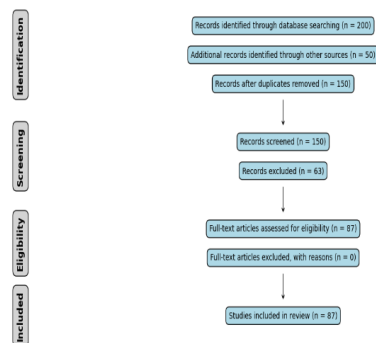 Identification
Records identified through database searching (n = 200)
Additional records identified through other sources (n = 50)
Records after duplicates removed (n = 150)
Screening
Records screened (n = 150)
Records excluded (n = 63)
Eligibility
Full-text articles assessed for eligibility (n = 87)
Full-text articles excluded, with reasons (n = 0)
Included
Studies included in review (n = 87)